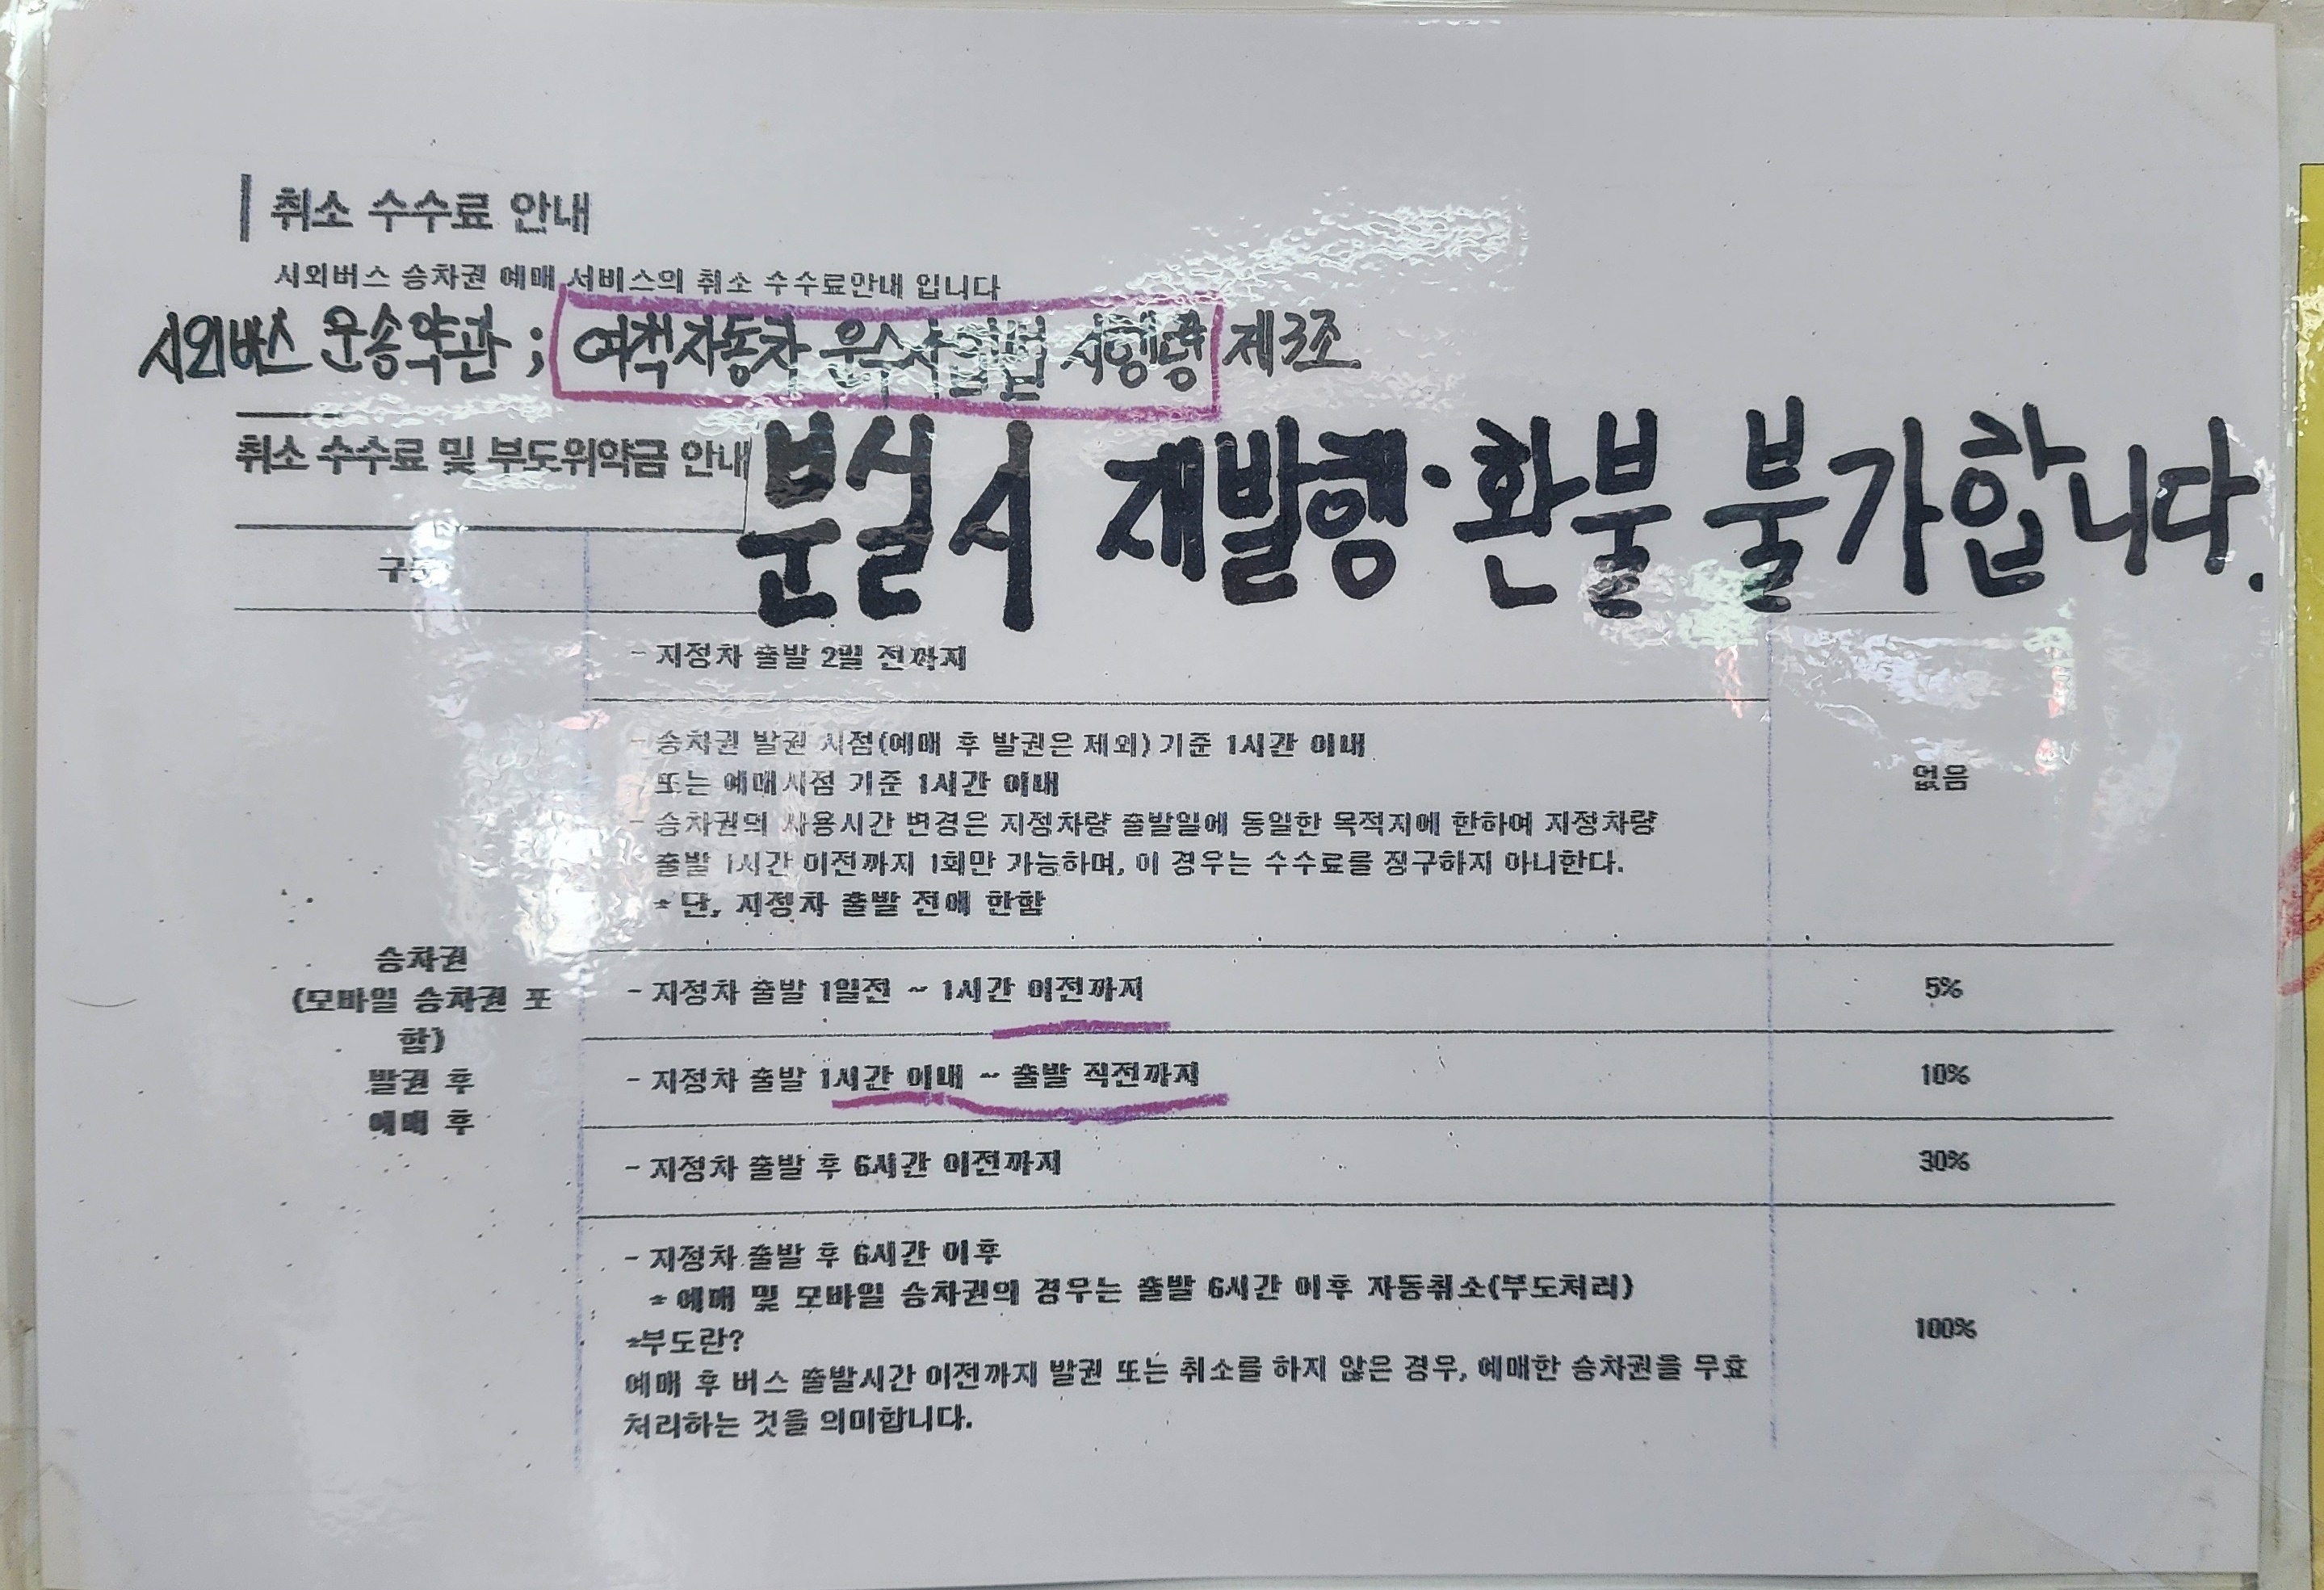 취소 수수료 안내
시외버스 승차권 예매 서비스의 취소 수수료안내 입니다
시외버스 운송약관 ; 여객자동차 운수사업법 시행령 제3조
취소 수수료 및 부도위약금 안내
분실시 재발행·환불 불가합니다.
- 지정차 출발 2일 전까지
- 승차권 발권 시점(예매 후 발권은 제외) 기준 1시간 이내
또는 예매시점 기준 1시간 이내
없음
- 승차권의 사용시간 변경은 지정차량 출발일에 동일한 목적지에 한하여 지정차량
출발 1시간 이전까지 1회만 가능하며, 이 경우는 수수료를 징구하지 아니한다.
* 단, 지정차 출발 전에 한함
승차권
(모바일 승차권 포
함)
발권 후
예매 후
- 지정차 출발 1일전 ~ 1시간 이전까지 5%
- 지정차 출발 1시간 이내 ~ 출발 직전까지 10%
- 지정차 출발 후 6시간 이전까지 30%
- 지정차 출발 후 6시간 이후
* 예매 및 모바일 승차권의 경우는 출발 6시간 이후 자동취소(부도처리)
*부도란?
100%
예매 후 버스 출발시간 이전까지 발권 또는 취소를 하지 않은 경우, 예매한 승차권을 무효
처리하는 것을 의미합니다.